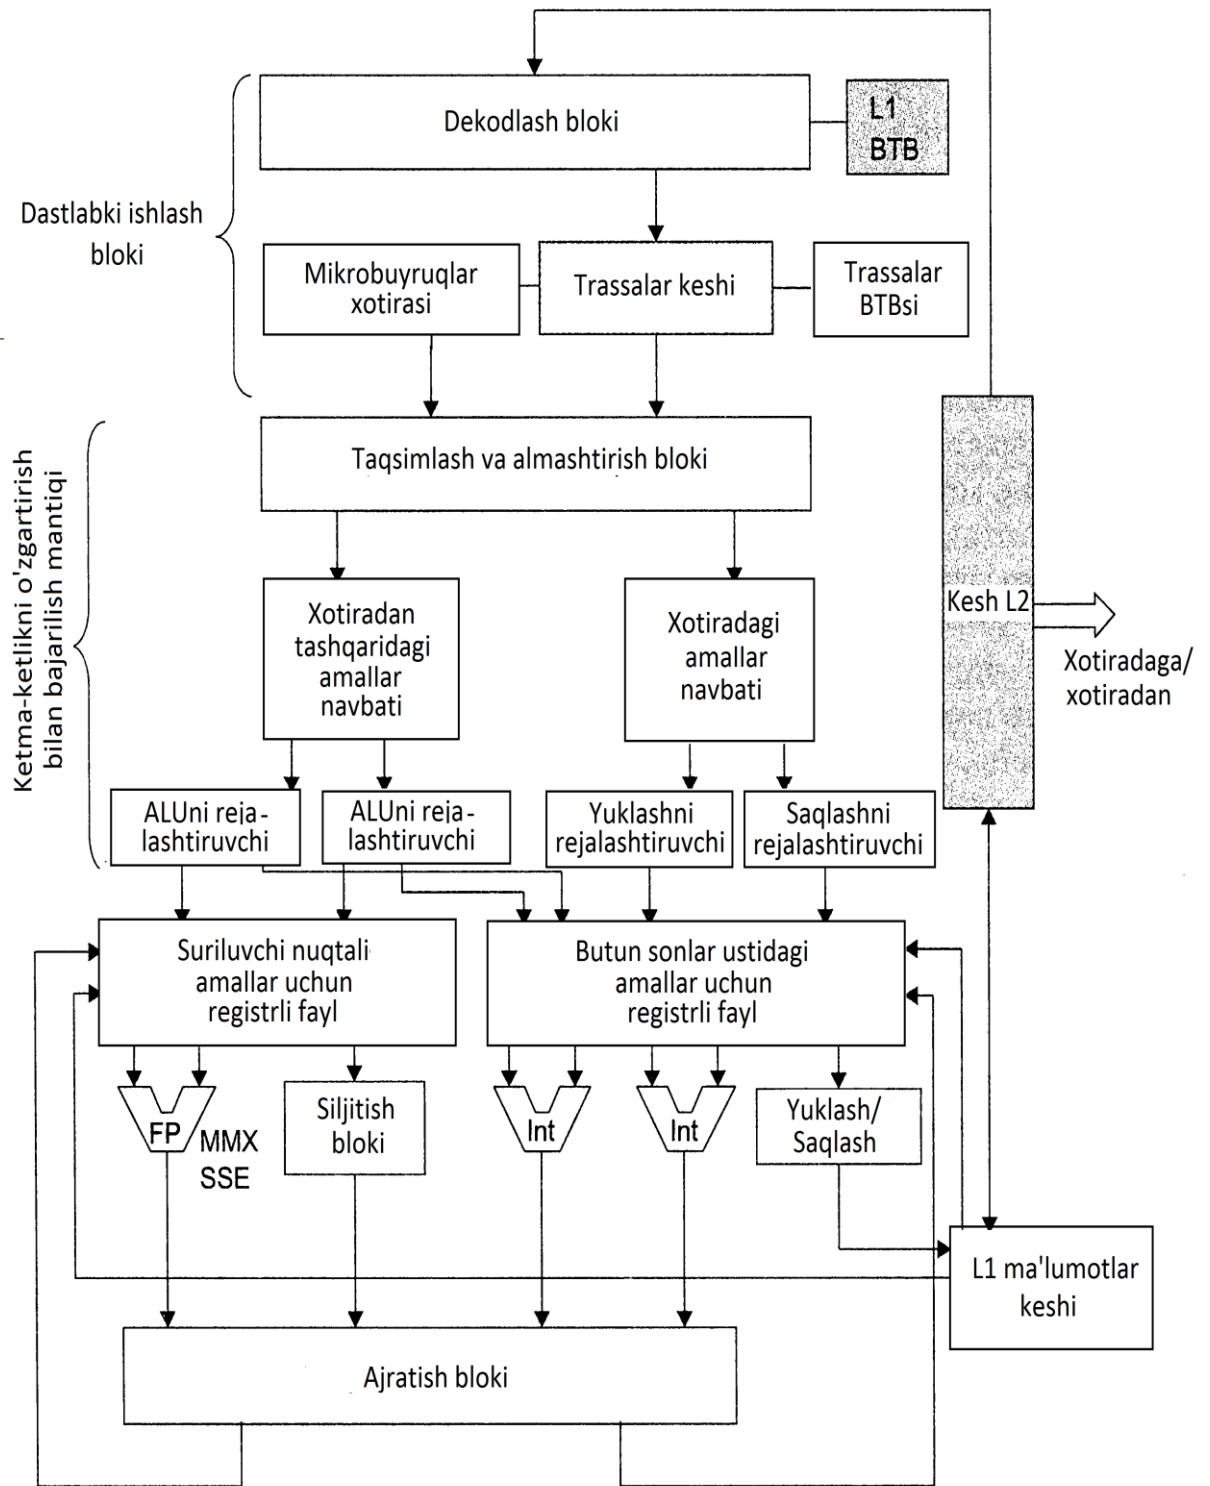 Dekodlash bloki
L1
BTB
Dastlabki ishlash
bloki
Mikrobuyruqlar
xotirasi
Trassalar keshi
Trassalar
BTBsi
Taqsimlash va almashtirish bloki
Ketma-ketlikni o'zgartirish
bilan bajarilish mantiqi
Xotiradan
tashqaridagi
amallar
navbati
Xotiradagi
amallar
navbati
Kesh L2
Xotiradaga/
xotiradan
ALUni reja-
lashtiruvchi
ALUni reja-
lashtiruvchi
Yuklashni
rejalashtiruvchi
Saqlashni
rejalashtiruvchi
Suriluvchi nuqtali
amallar uchun
registrli fayl
Butun sonlar ustidagi
amallar uchun
registrli fayl
FP
MMX
SSE
Siljitish
bloki
Int
Int
Yuklash/
Saqlash
L1 ma'lumotlar
keshi
Ajratish bloki